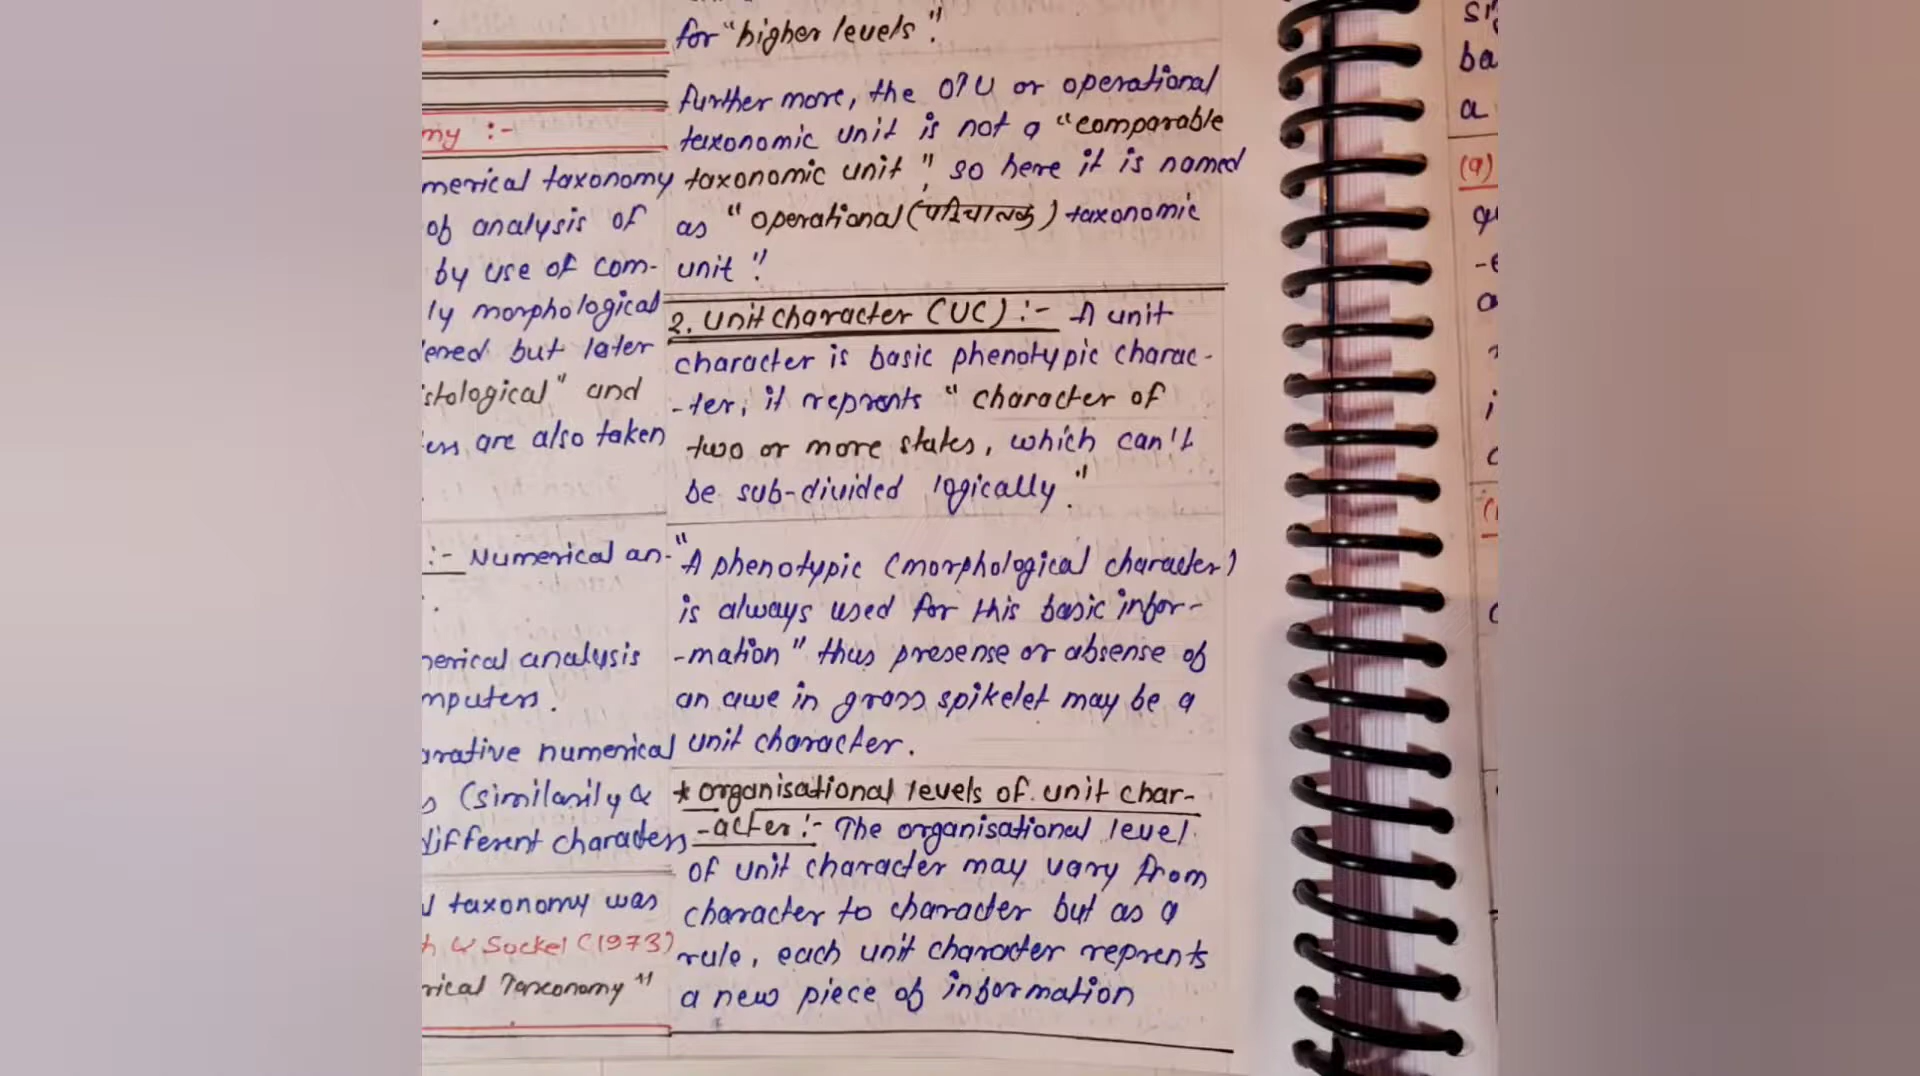 my :-
merical taxonomy
of analysis of
by use of com-
ly morphological
ered but later
stological" and
ers are also taken
:- Numerical an-
erical analysis
mputers.
arative numerical
s (similarily &
different characters
l taxonomy was
h & Sockel (1973)
rical Taxonomy"
for "higher levels".
further more, the OTU or operational
taxonomic unit is not a "comparable
taxonomic unit", so here it is named
as "operational (परिचालक) taxonomic
unit".
2. Unit character (UC) :- A unit
character is basic phenotypic charac-
-ter, it reprents "character of
two or more states, which can't
be sub-divided logically".
"A phenotypic (morphological character)
is always used for this basic infor-
-mation" thus presense or absense of
an awe in grass spikelet may be a
unit character.
* organisational levels of unit char-
-acter :- The organisational level
of unit character may vary from
character to character but as a
rule, each unit character reprents
a new piece of information
ba
a
(a)
-e
a
i
c